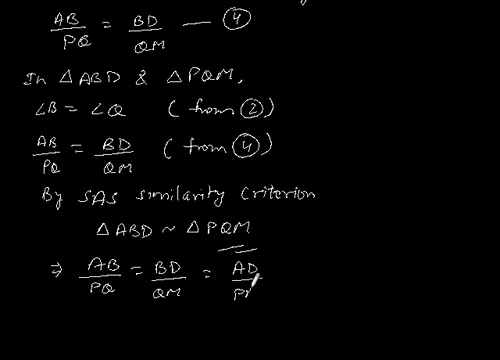 AB/PQ = BD/QM — ④
In △ABD & △PQM,
∠B = ∠Q (from ②)
AB/PQ = BD/QM (from ④)
By SAS similarity criterion
△ABD ~ △PQM
⇒ AB/PQ = BD/QM = AD/P